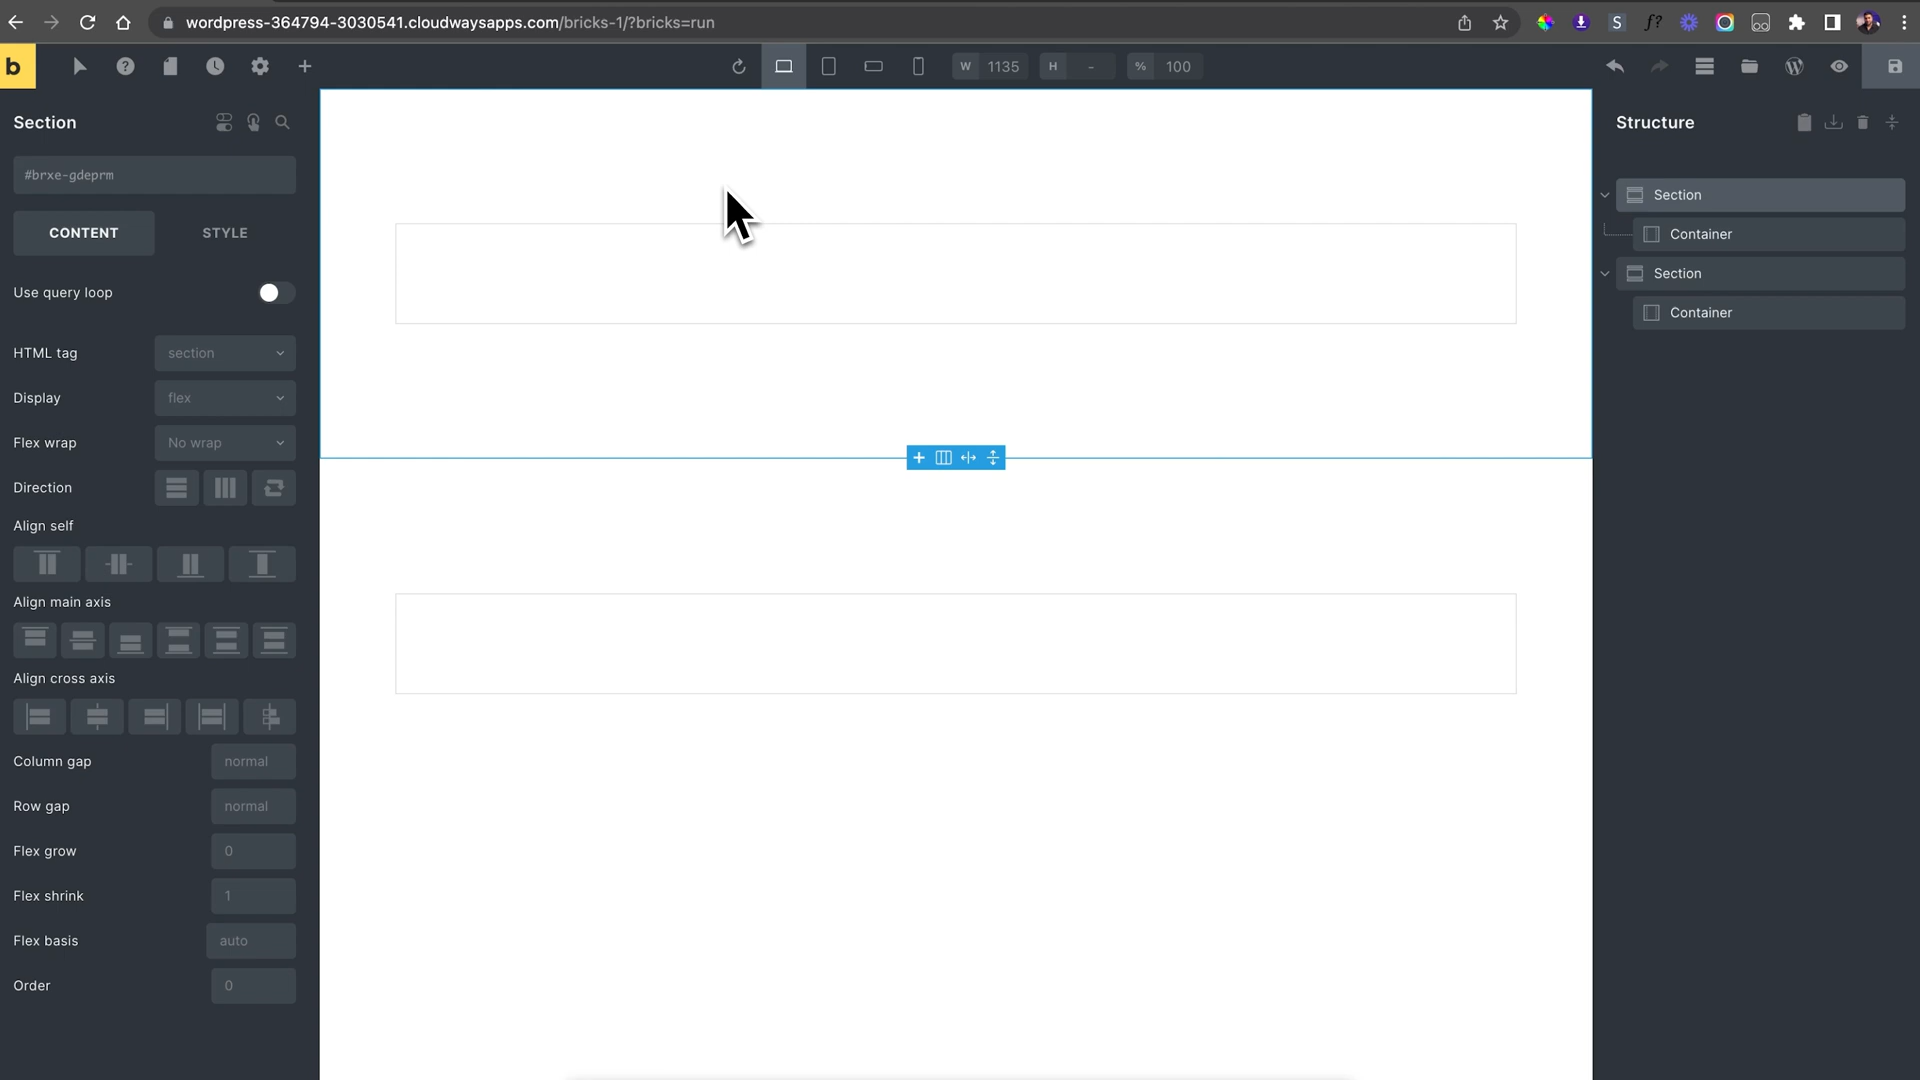 wordpress-364794-3030541.cloudwaysapps.com/bricks-1/?bricks=run
S
f?
b
?
W 1135
H -
% 100
Section
#brxe-gdeprm
CONTENT
STYLE
Use query loop
HTML tag
section
Display
flex
Flex wrap
No wrap
Direction
Align self
Align main axis
Align cross axis
Column gap
normal
Row gap
normal
Flex grow
0
Flex shrink
1
Flex basis
auto
Order
0
Structure
Section
Container
Section
Container